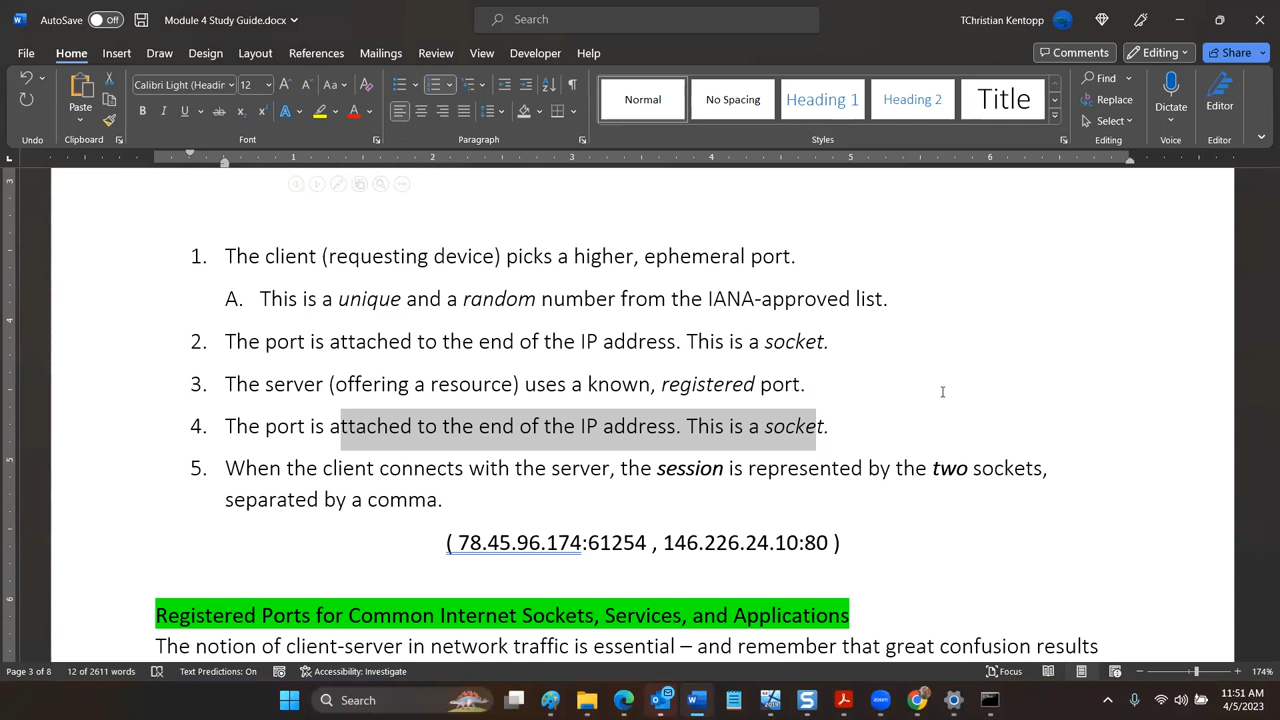 AutoSave Off Module 4 Study Guide.docx Search TChristian Kentopp
File Home Insert Draw Design Layout References Mailings Review View Developer Help Comments Editing Share
Calibri Light (Headir 12 Find
Paste Normal No Spacing Heading 1 Heading 2 Title Replace Dictate Editor
Select
Undo Clipboard Font Paragraph Styles Editing Voice Editor
1 2 3 4 5 6
1. The client (requesting device) picks a higher, ephemeral port.
A. This is a unique and a random number from the IANA-approved list.
2. The port is attached to the end of the IP address. This is a socket.
3. The server (offering a resource) uses a known, registered port.
4. The port is attached to the end of the IP address. This is a socket.
5. When the client connects with the server, the session is represented by the two sockets,
separated by a comma.
( 78.45.96.174:61254 , 146.226.24.10:80 )
Registered Ports for Common Internet Sockets, Services, and Applications
The notion of client-server in network traffic is essential – and remember that great confusion results
Page 3 of 8 12 of 2611 words Text Predictions: On Accessibility: Investigate Focus 174%
Search 11:51 AM
4/5/2023